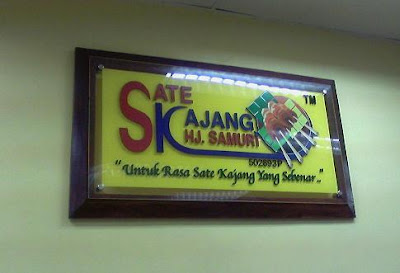 SATE
KAJANG
HJ. SAMURI
TM
502893P
"Untuk Rasa Sate Kajang Yang Sebenar.."